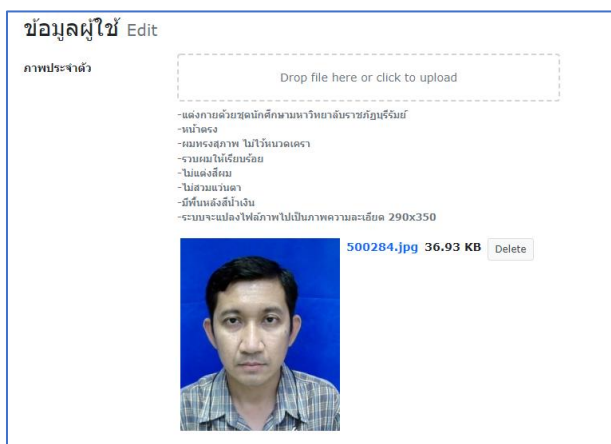 ข้อมูลผู้ใช้ Edit
ภาพประจำตัว
Drop file here or click to upload
-แต่งกายด้วยชุดนักศึกษามหาวิทยาลับราชภัฏบุรีรัมย์
-หน้าตรง
-ผมทรงสุภาพ ไม่ไว้หนวดเครา
-รวบผมให้เรียบร้อย
-ไม่แต่งสีผม
-ไม่สวมแว่นตา
-มีพื้นหลังสีน้ำเงิน
-ระบบจะแปลงไฟล์ภาพไปเป็นภาพความละเอียด 290x350
500284.jpg 36.93 KB Delete